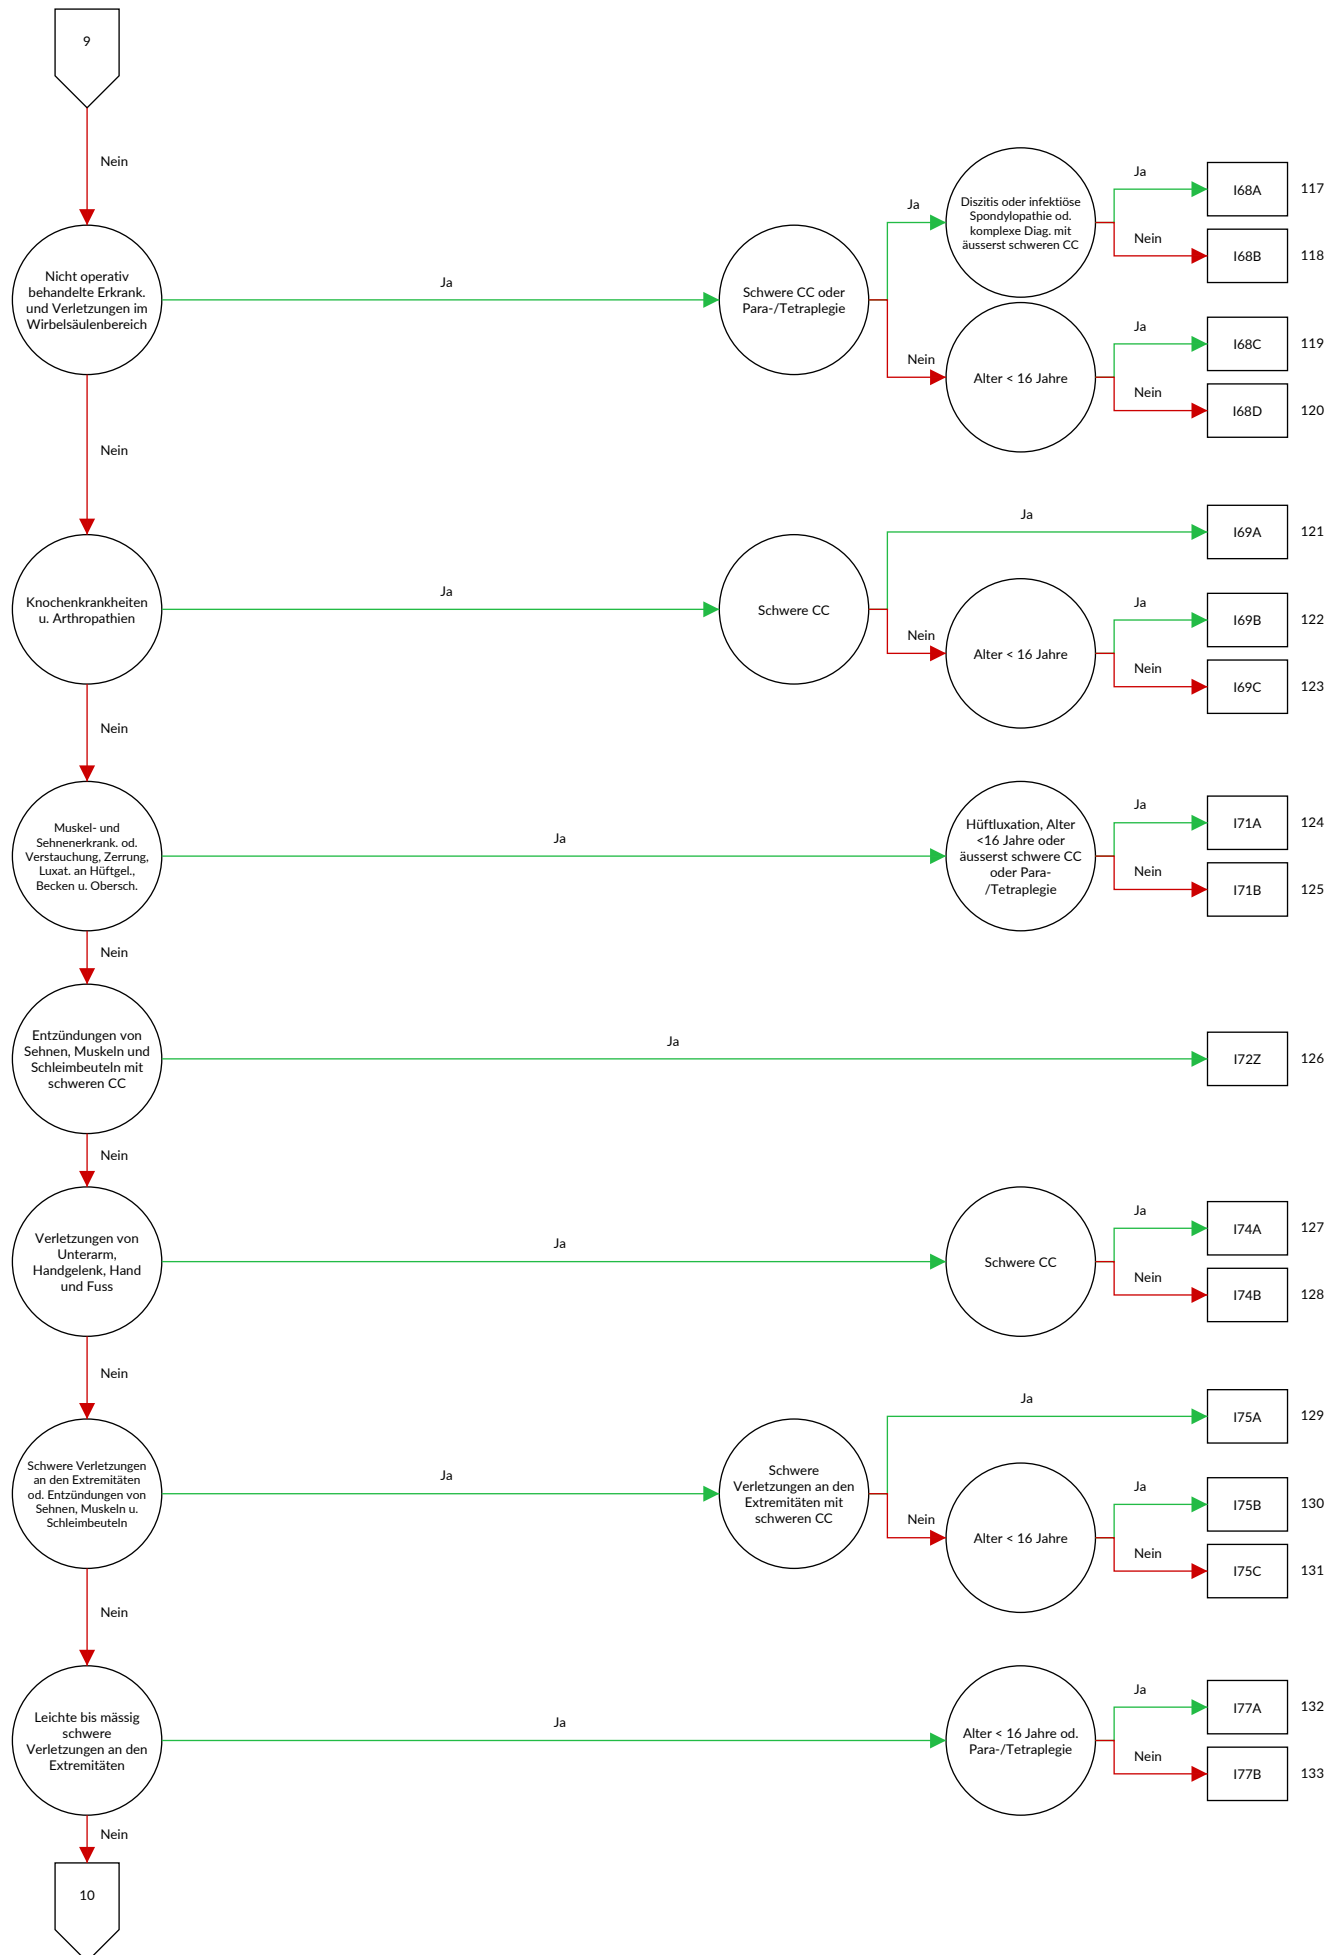 9
Nein
Nicht operativ
behandelte Erkrank.
und Verletzungen im
Wirbelsäulenbereich
Ja
Schwere CC oder
Para-/Tetraplegie
Ja
Diszitis oder infektiöse
Spondylopathie od.
komplexe Diag. mit
äusserst schweren CC
Ja
I68A
117
Nein
I68B
118
Nein
Alter < 16 Jahre
Ja
I68C
119
Nein
I68D
120
Nein
Knochenkrankheiten
u. Arthropathien
Ja
Schwere CC
Ja
I69A
121
Nein
Alter < 16 Jahre
Ja
I69B
122
Nein
I69C
123
Nein
Muskel- und
Sehnenerkrank. od.
Verstauchung, Zerrung,
Luxat. an Hüftgel.,
Becken u. Obersch.
Ja
Hüftluxation, Alter
<16 Jahre oder
äusserst schwere CC
oder Para-
/Tetraplegie
Ja
I71A
124
Nein
I71B
125
Nein
Entzündungen von
Sehnen, Muskeln und
Schleimbeuteln mit
schweren CC
Ja
I72Z
126
Nein
Verletzungen von
Unterarm,
Handgelenk, Hand
und Fuss
Ja
Schwere CC
Ja
I74A
127
Nein
I74B
128
Nein
Schwere Verletzungen
an den Extremitäten
od. Entzündungen von
Sehnen, Muskeln u.
Schleimbeuteln
Ja
Schwere
Verletzungen an den
Extremitäten mit
schweren CC
Ja
I75A
129
Nein
Alter < 16 Jahre
Ja
I75B
130
Nein
I75C
131
Nein
Leichte bis mässig
schwere
Verletzungen an den
Extremitäten
Ja
Alter < 16 Jahre od.
Para-/Tetraplegie
Ja
I77A
132
Nein
I77B
133
Nein
10